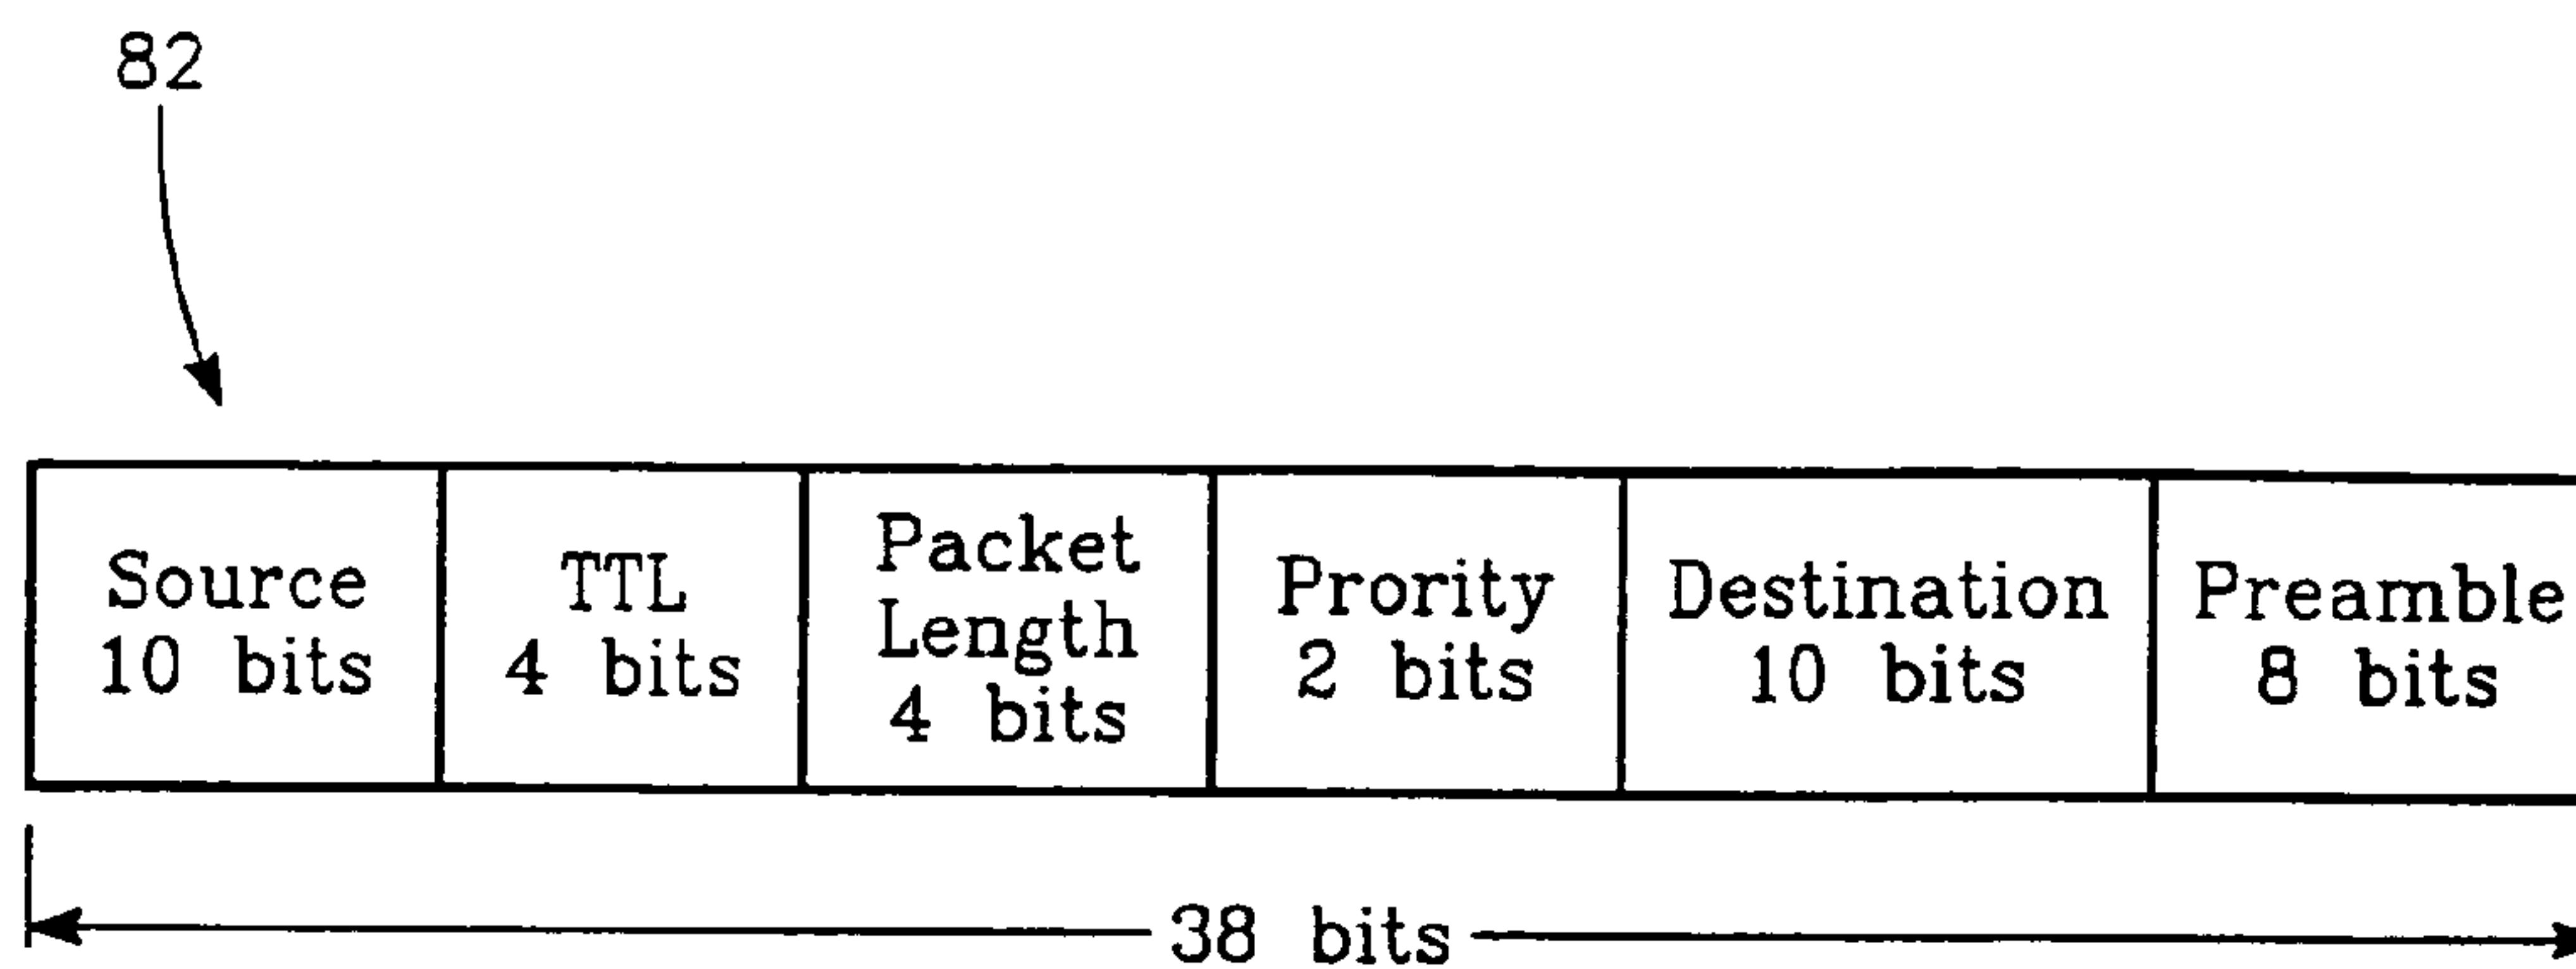 82
Source
10 bits
TTL
4 bits
Packet
Length
4 bits
Prority
2 bits
Destination
10 bits
Preamble
8 bits
38 bits